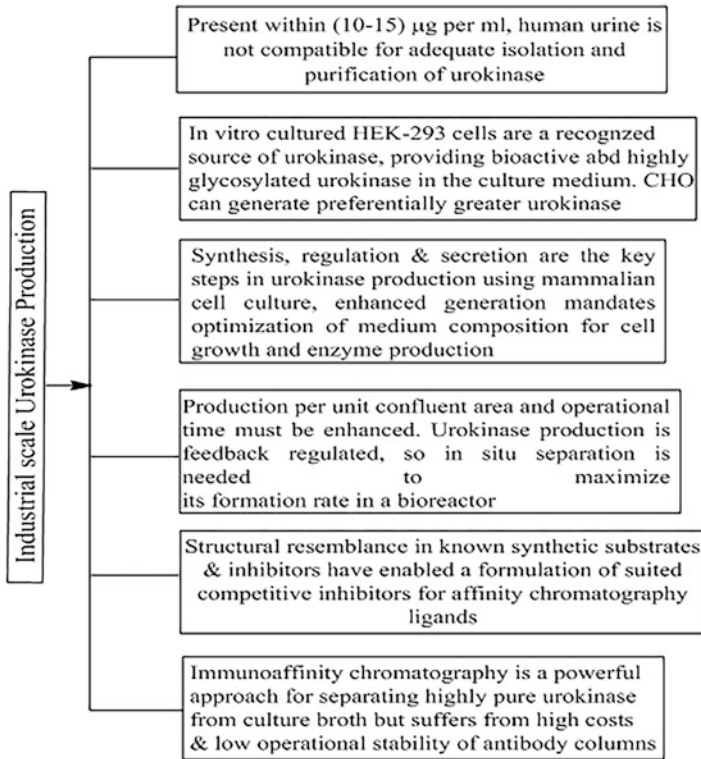 Industrial scale Urokinase Production
Present within (10-15) μg per ml, human urine is
not compatible for adequate isolation and
purification of urokinase
In vitro cultured HEK-293 cells are a recognzed
source of urokinase, providing bioactive abd highly
glycosylated urokinase in the culture medium. CHO
can generate preferentially greater urokinase
Synthesis, regulation & secretion are the key
steps in urokinase production using mammalian
cell culture, enhanced generation mandates
optimization of medium composition for cell
growth and enzyme production
Production per unit confluent area and operational
time must be enhanced. Urokinase production is
feedback regulated, so in situ separation is
needed to maximize
its formation rate in a bioreactor
Structural resemblance in known synthetic substrates
& inhibitors have enabled a formulation of suited
competitive inhibitors for affinity chromatography
ligands
Immunoaffinity chromatography is a powerful
approach for separating highly pure urokinase
from culture broth but suffers from high costs
& low operational stability of antibody columns